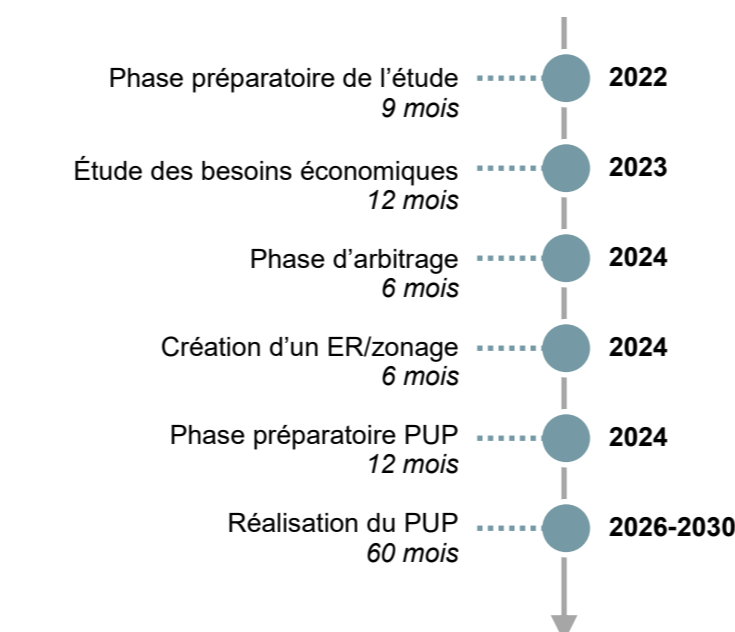 Phase préparatoire de l’étude 2022
9 mois
Étude des besoins économiques 2023
12 mois
Phase d’arbitrage 2024
6 mois
Création d’un ER/zonage 2024
6 mois
Phase préparatoire PUP 2024
12 mois
Réalisation du PUP 2026-2030
60 mois